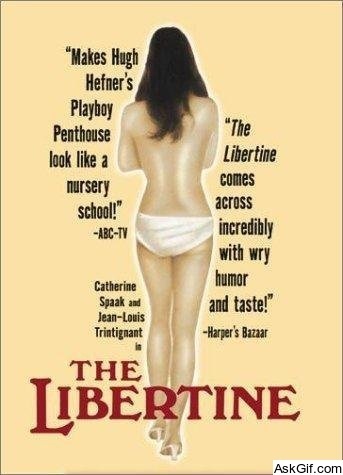 "Makes Hugh
Hefner's
Playboy
Penthouse
look like a
nursery
school!"
-ABC-TV
"The
Libertine
comes
across
incredibly
with wry
humor
and taste!"
-Harper's Bazaar
Catherine
Spaak and
Jean-Louis
Trintignant
in
THE
LIBERTINE
AskGif.com